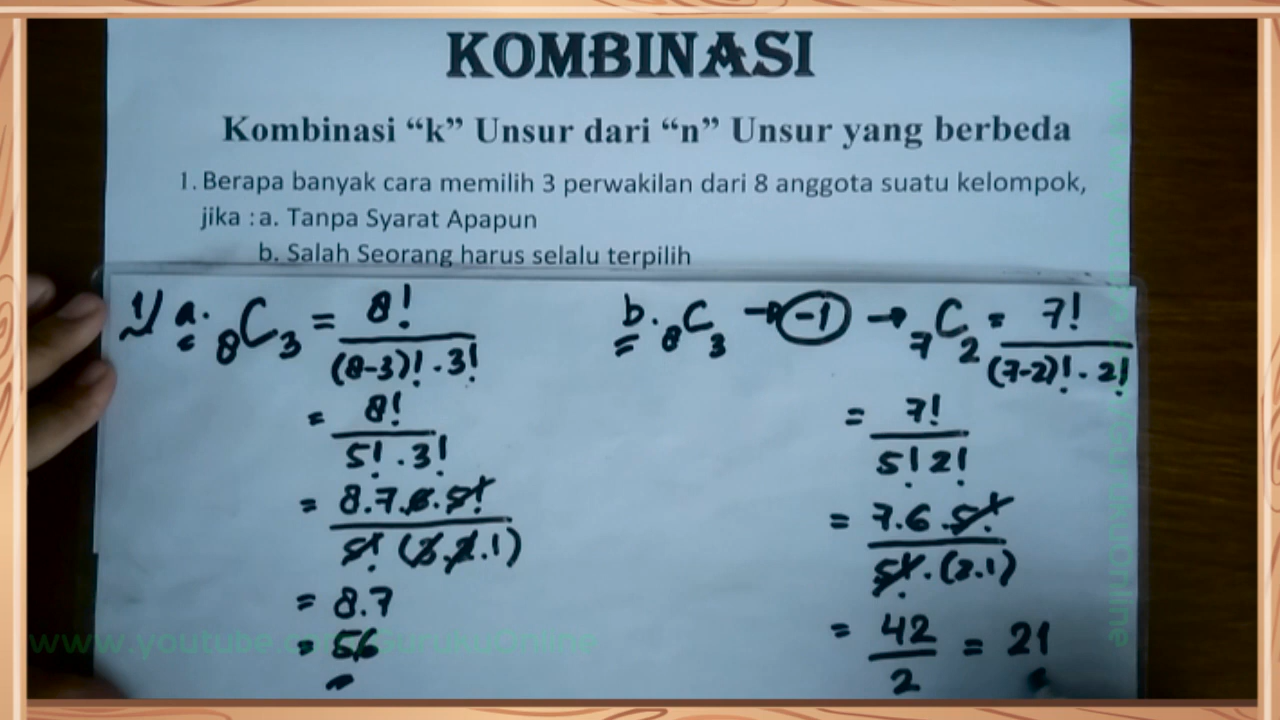 KOMBINASI
Kombinasi “k” Unsur dari “n” Unsur yang berbeda
1. Berapa banyak cara memilih 3 perwakilan dari 8 anggota suatu kelompok,
jika : a. Tanpa Syarat Apapun
b. Salah Seorang harus selalu terpilih
1) a. ₈C₃ = 8! / (8-3)! . 3!
= 8! / 5! . 3!
= 8.7.6.5! / 5! (3.2.1)
= 8.7
= 56
b. ₈C₃ → -1 → ₇C₂ = 7! / (7-2)! . 2!
= 7! / 5! 2!
= 7.6.5! / 5! . (2.1)
= 42 / 2 = 21
www.youtube.com/GurukuOnline